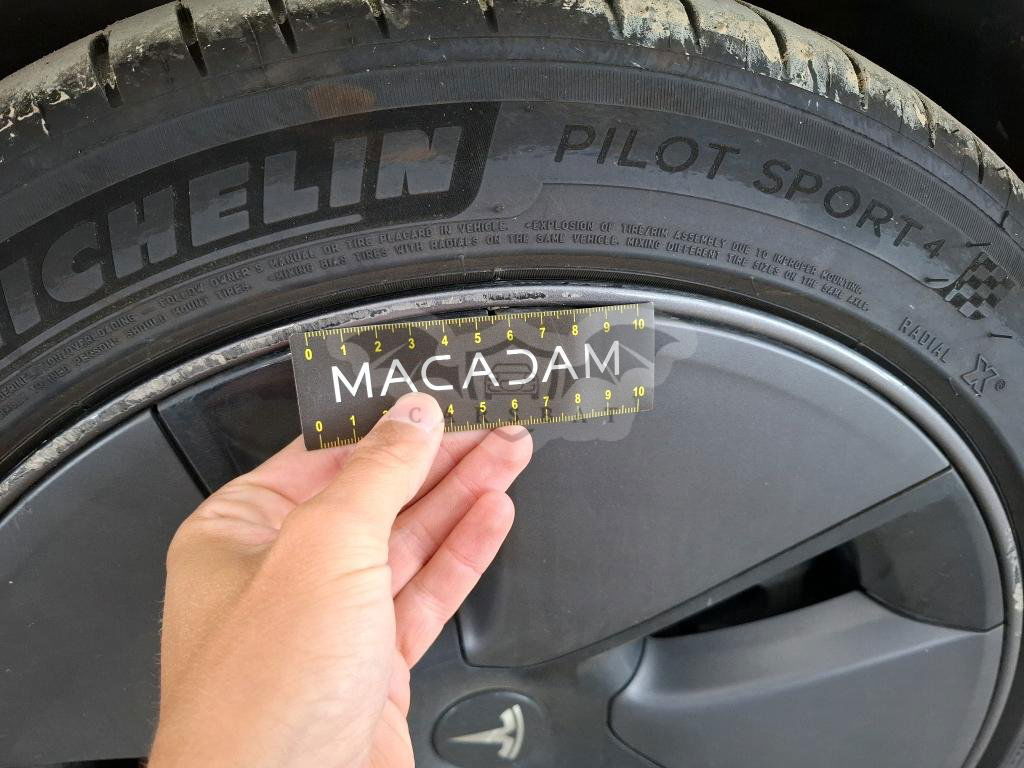 MICHELIN
PILOT SPORT 4
FOLLOW OWNER'S MANUAL OR TIRE PLACARD IN VEHICLE. •EXPLOSION OF TIRE/RIM ASSEMBLY DUE TO IMPROPER MOUNTING.
MOUNT TIRES. •MIXING BIAS TIRES WITH RADIALS ON THE SAME VEHICLE. MIXING DIFFERENT TIRE SIZES ON THE SAME AXLE.
RADIAL X®
0 1 2 3 4 5 6 7 8 9 10
MACADAM
0 1 4 5 6 7 8 9 10